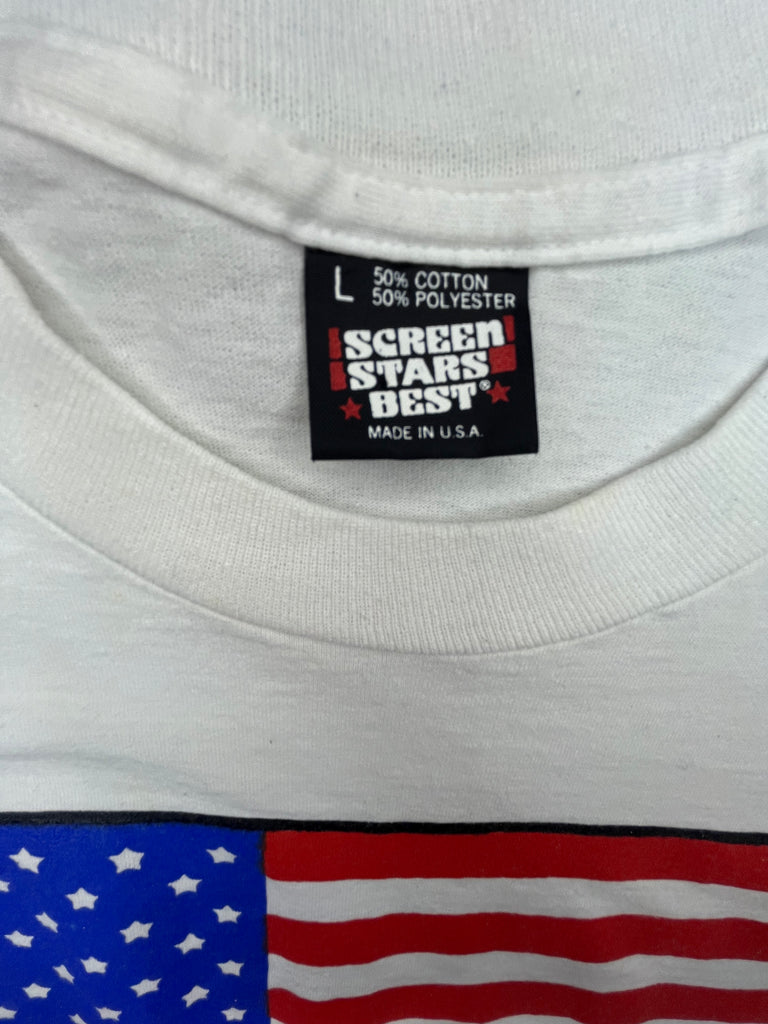 L 50% COTTON
50% POLYESTER
SCREEN
STARS
BEST®
MADE IN U.S.A.